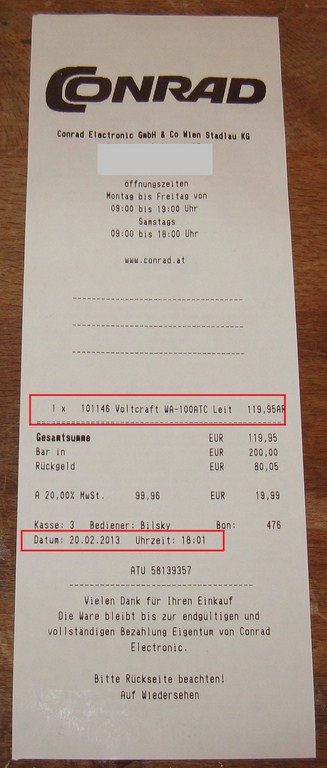 CONRAD
Conrad Electronic GmbH & Co Wien Stadlau KG
Öffnungszeiten
Montag bis Freitag von
09:00 bis 19:00 Uhr
Samstags
09:00 bis 18:00 Uhr
www.conrad.at
1 x 101146 Voltcraft WA-100ATC Leit 119,95AR
Gesamtsumme EUR 119,95
Bar in EUR 200,00
Rückgeld EUR 80,05
A 20,00% MwSt. 99,96 EUR 19,99
Kasse: 3 Bediener: Bilsky Bon: 476
Datum: 20.02.2013 Uhrzeit: 18:01
ATU 58139357
Vielen Dank für Ihren Einkauf
Die Ware bleibt bis zur endgültigen und
vollständigen Bezahlung Eigentum von Conrad
Electronic.
Bitte Rückseite beachten!
Auf Wiedersehen